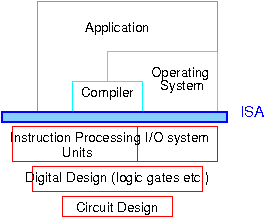 Application
Operating
System
Compiler
ISA
Instruction Processing I/O system
Units
Digital Design (logic gates etc.)
Circuit Design